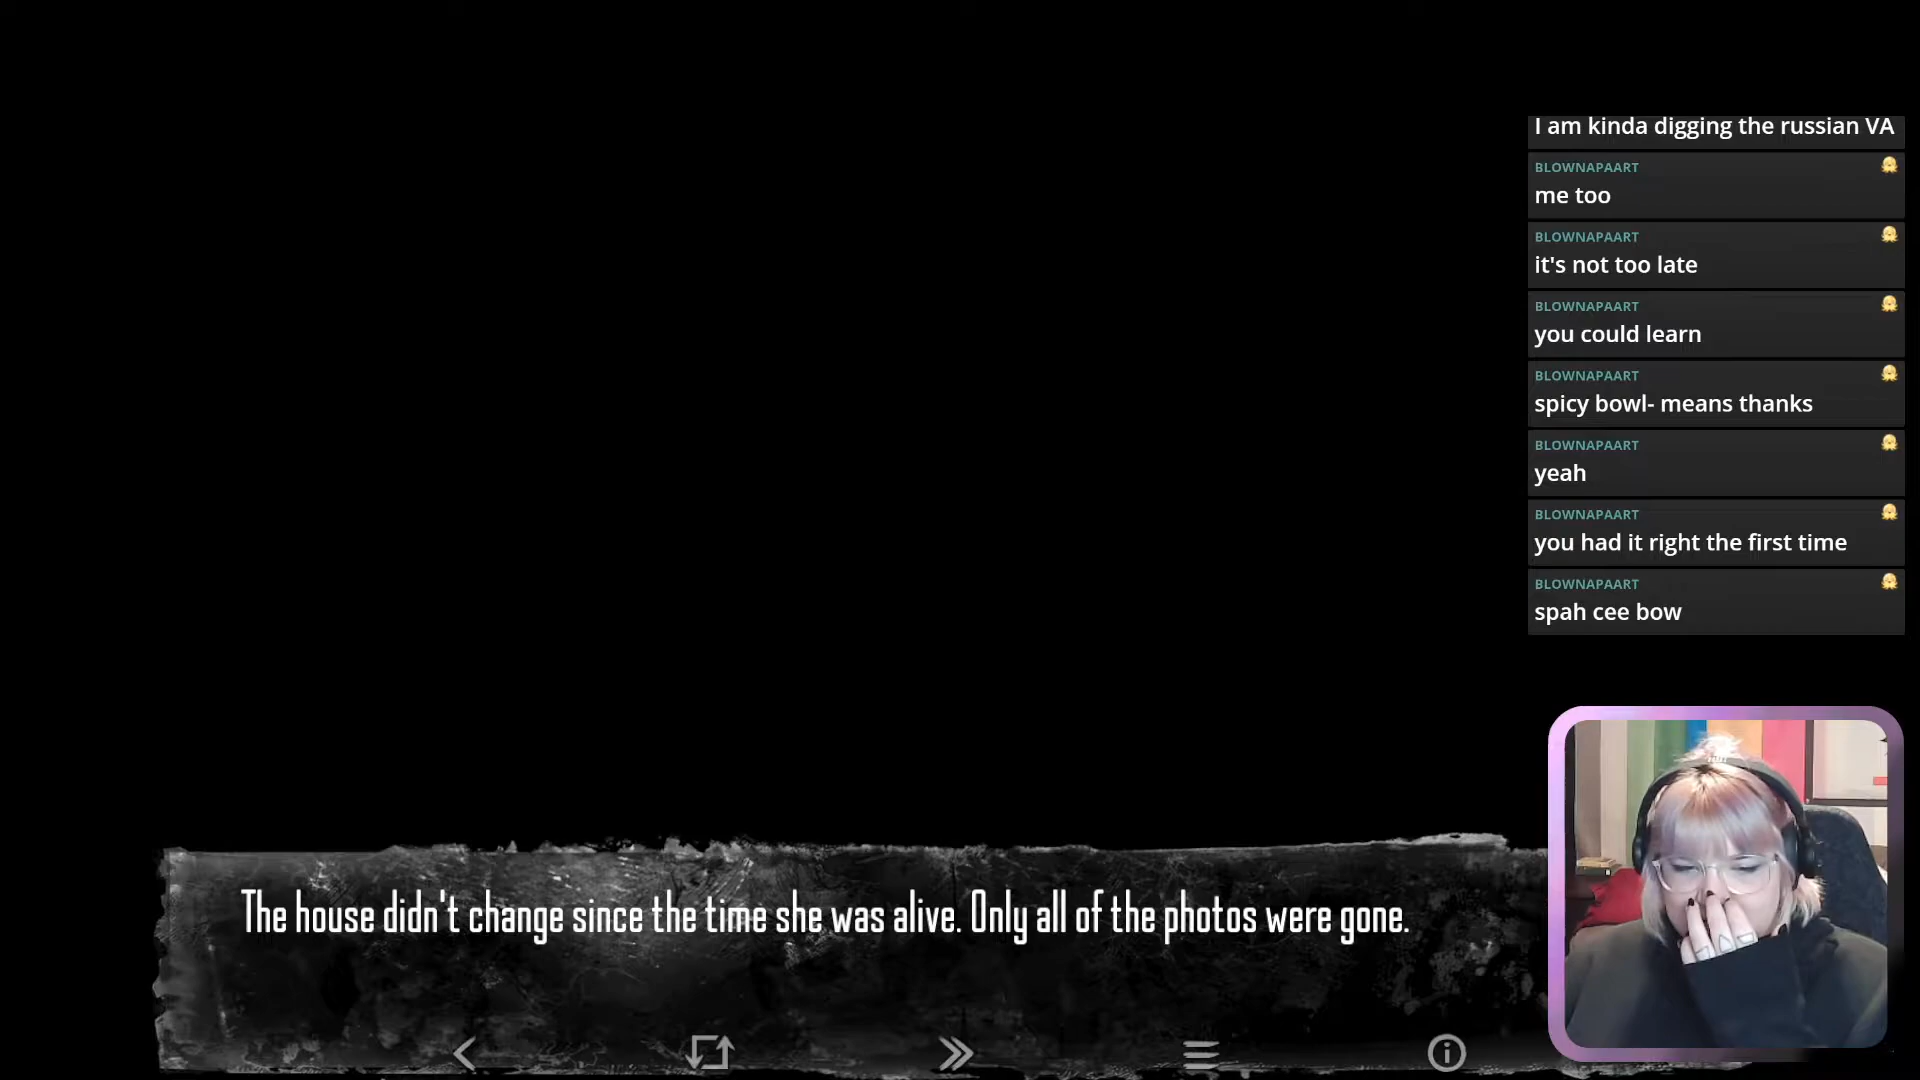 I am kinda digging the russian VA
BLOWNAPAART
me too
BLOWNAPAART
it's not too late
BLOWNAPAART
you could learn
BLOWNAPAART
spicy bowl- means thanks
BLOWNAPAART
yeah
BLOWNAPAART
you had it right the first time
BLOWNAPAART
spah cee bow
The house didn't change since the time she was alive. Only all of the photos were gone.